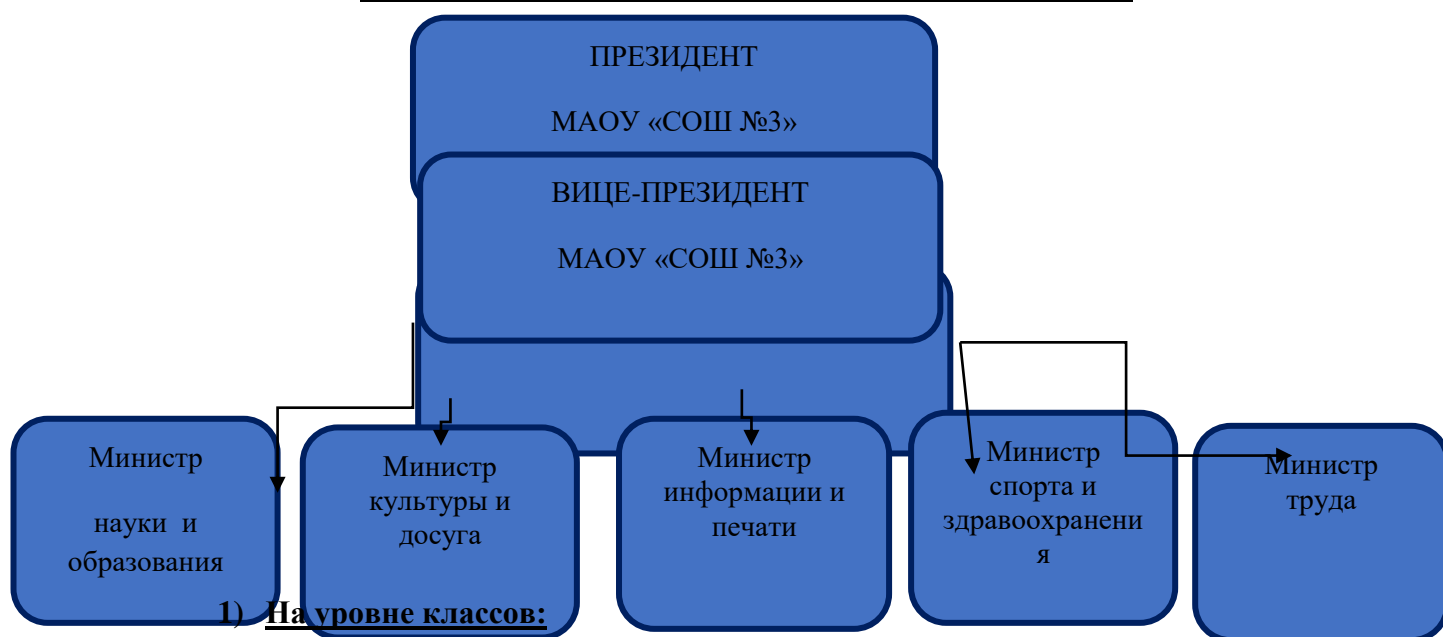 ПРЕЗИДЕНТ
МАОУ «СОШ №3»
ВИЦЕ-ПРЕЗИДЕНТ
МАОУ «СОШ №3»
Министр
науки и
образования
Министр
культуры и
досуга
Министр
информации и
печати
Министр
спорта и
здравоохранени
я
Министр
труда
1) На уровне классов: